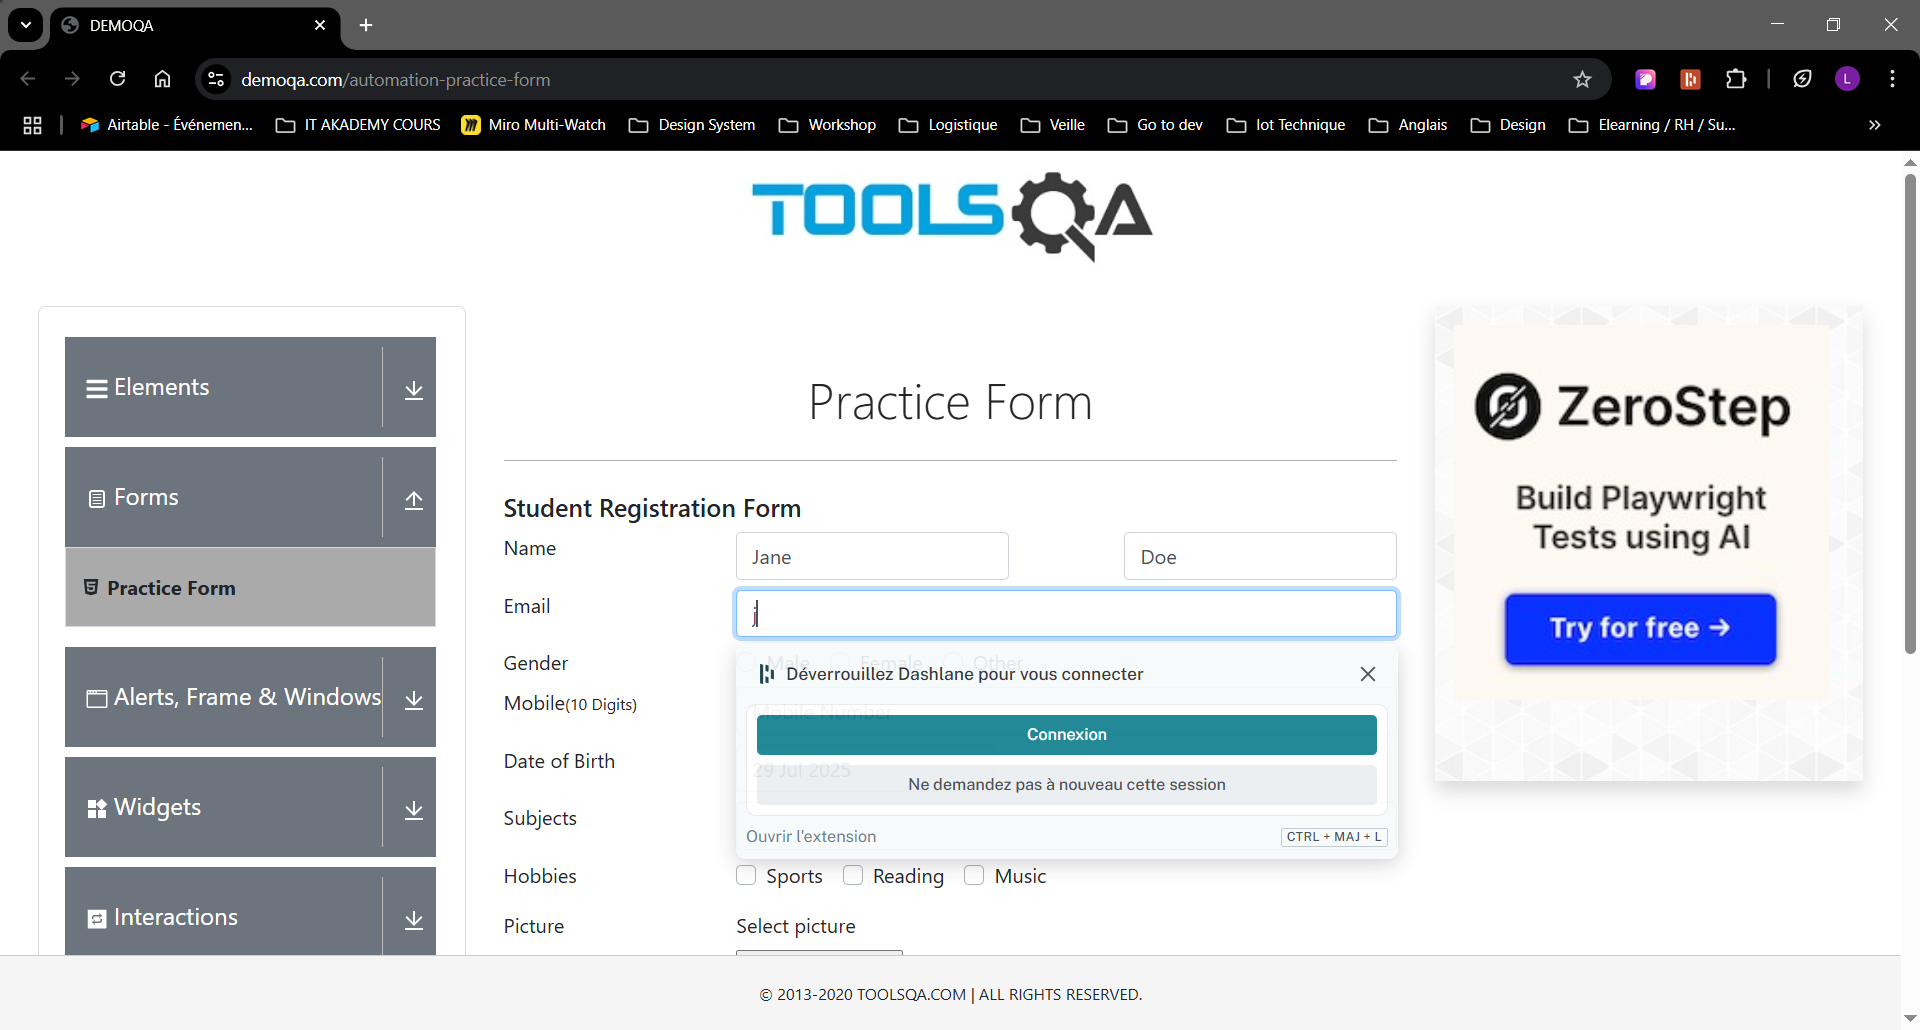 DEMOQA
demoqa.com/automation-practice-form
L
Airtable - Événemen...
IT AKADEMY COURS
Miro Multi-Watch
Design System
Workshop
Logistique
Veille
Go to dev
Iot Technique
Anglais
Design
Elearning / RH / Su...
TOOLSQA
Elements
Forms
Practice Form
Alerts, Frame & Windows
Widgets
Interactions
Practice Form
Student Registration Form
Name
Jane
Doe
Email
j
Gender
Male
Female
Other
Déverrouillez Dashlane pour vous connecter
Mobile(10 Digits)
Mobile Number
Connexion
Date of Birth
29 Jul 2025
Ne demandez pas à nouveau cette session
Subjects
Ouvrir l'extension
CTRL + MAJ + L
Hobbies
Sports
Reading
Music
Picture
Select picture
ZeroStep
Build Playwright
Tests using AI
Try for free →
© 2013-2020 TOOLSQA.COM | ALL RIGHTS RESERVED.